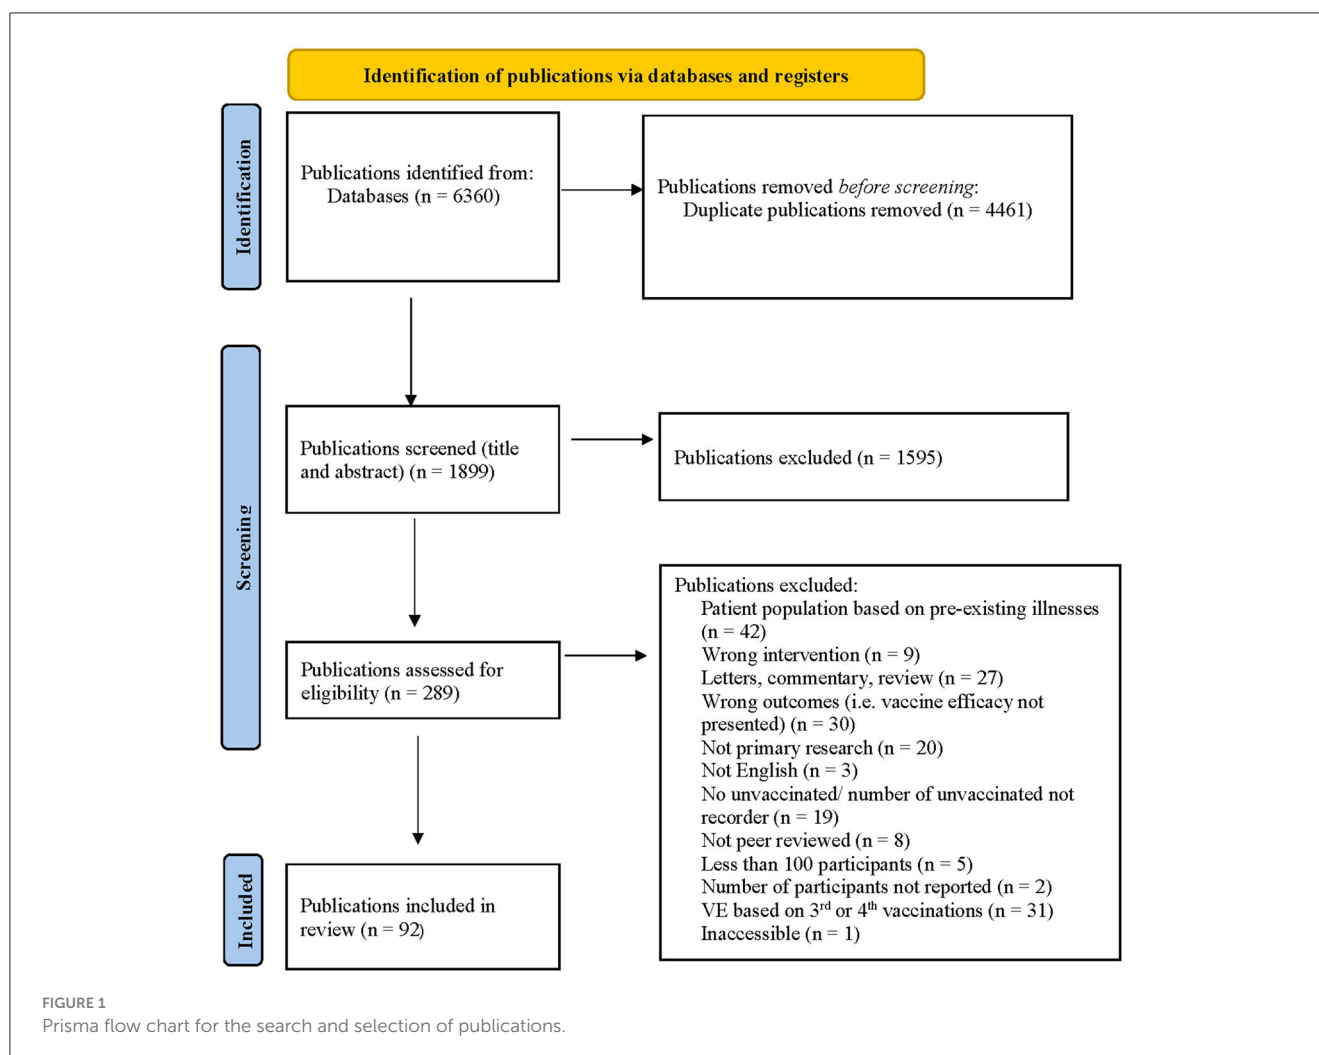 Identification of publications via databases and registers
Identification
Publications identified from:
Databases (n = 6360)
Publications removed before screening:
Duplicate publications removed (n = 4461)
Screening
Publications screened (title
and abstract) (n = 1899)
Publications excluded (n = 1595)
Publications assessed for
eligibility (n = 289)
Publications excluded:
Patient population based on pre-existing illnesses
(n = 42)
Wrong intervention (n = 9)
Letters, commentary, review (n = 27)
Wrong outcomes (i.e. vaccine efficacy not
presented) (n = 30)
Not primary research (n = 20)
Not English (n = 3)
No unvaccinated/ number of unvaccinated not
recorder (n = 19)
Not peer reviewed (n = 8)
Less than 100 participants (n = 5)
Number of participants not reported (n = 2)
VE based on 3rd or 4th vaccinations (n = 31)
Inaccessible (n = 1)
Included
Publications included in
review (n = 92)
FIGURE 1
Prisma flow chart for the search and selection of publications.